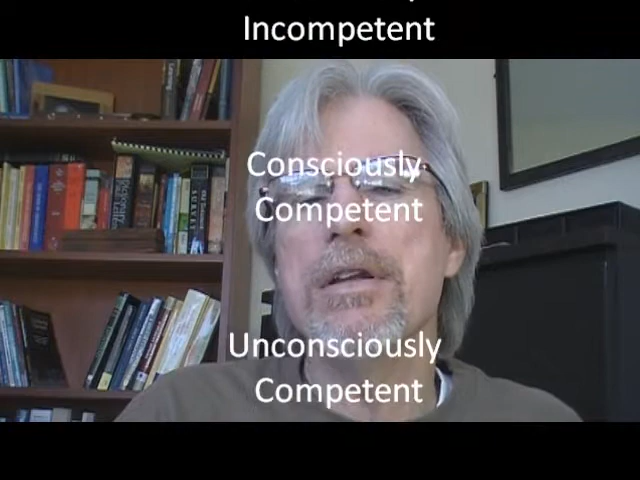 Incompetent
Consciously
Competent
Unconsciously
Competent